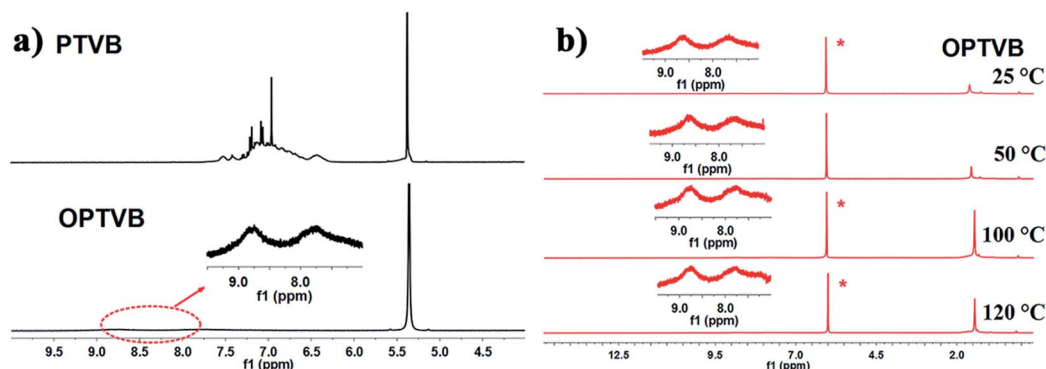 a) PTVB
OPTVB
9.0 8.0
f1 (ppm)
9.5 9.0 8.5 8.0 7.5 7.0 6.5 6.0 5.5 5.0 4.5
f1 (ppm)
b)
OPTVB
*
25 °C
9.0 8.0
f1 (ppm)
50 °C
9.0 8.0
f1 (ppm)
*
100 °C
9.0 8.0
f1 (ppm)
*
120 °C
9.0 8.0
f1 (ppm)
12.5 9.5 7.0 4.5 2.0
f1 (ppm)